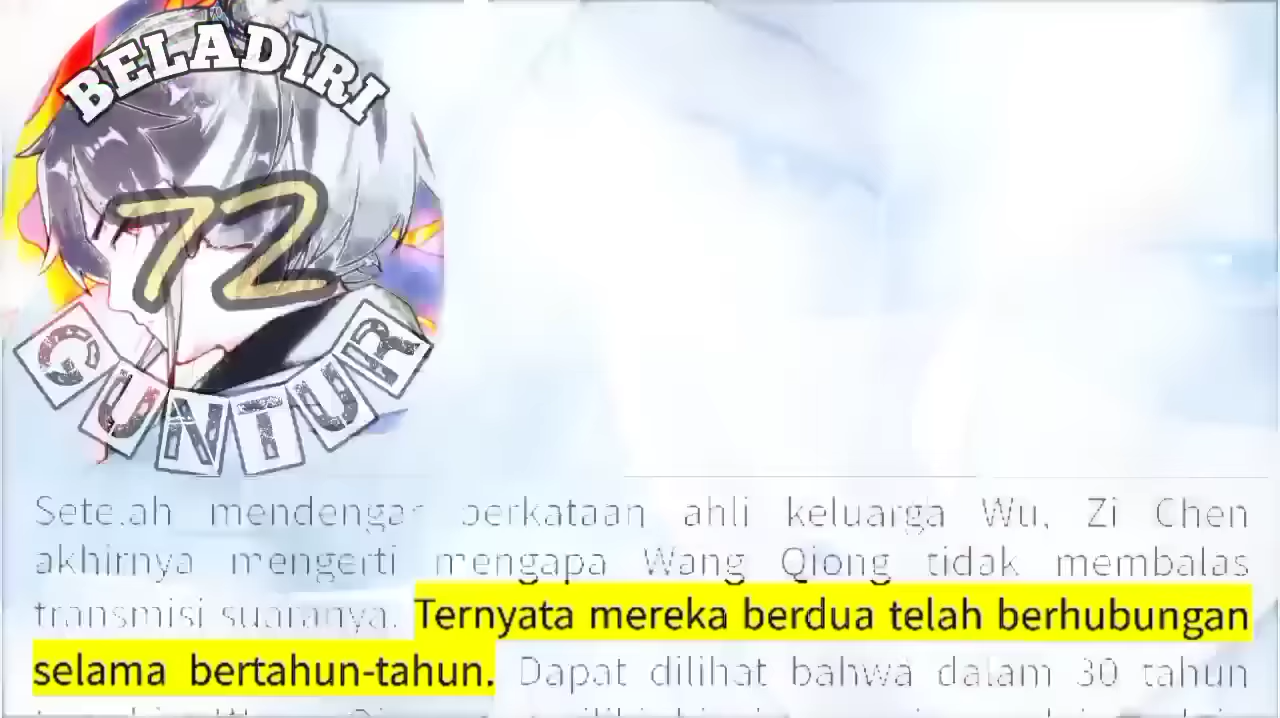 BELADIRI
72
GUNTUR
Setelah mendengar perkataan ahli keluarga Wu, Zi Chen
akhirnya mengerti mengapa Wang Qiong tidak membalas
transmisi suaranya. Ternyata mereka berdua telah berhubungan
selama bertahun-tahun. Dapat dilihat bahwa dalam 30 tahun